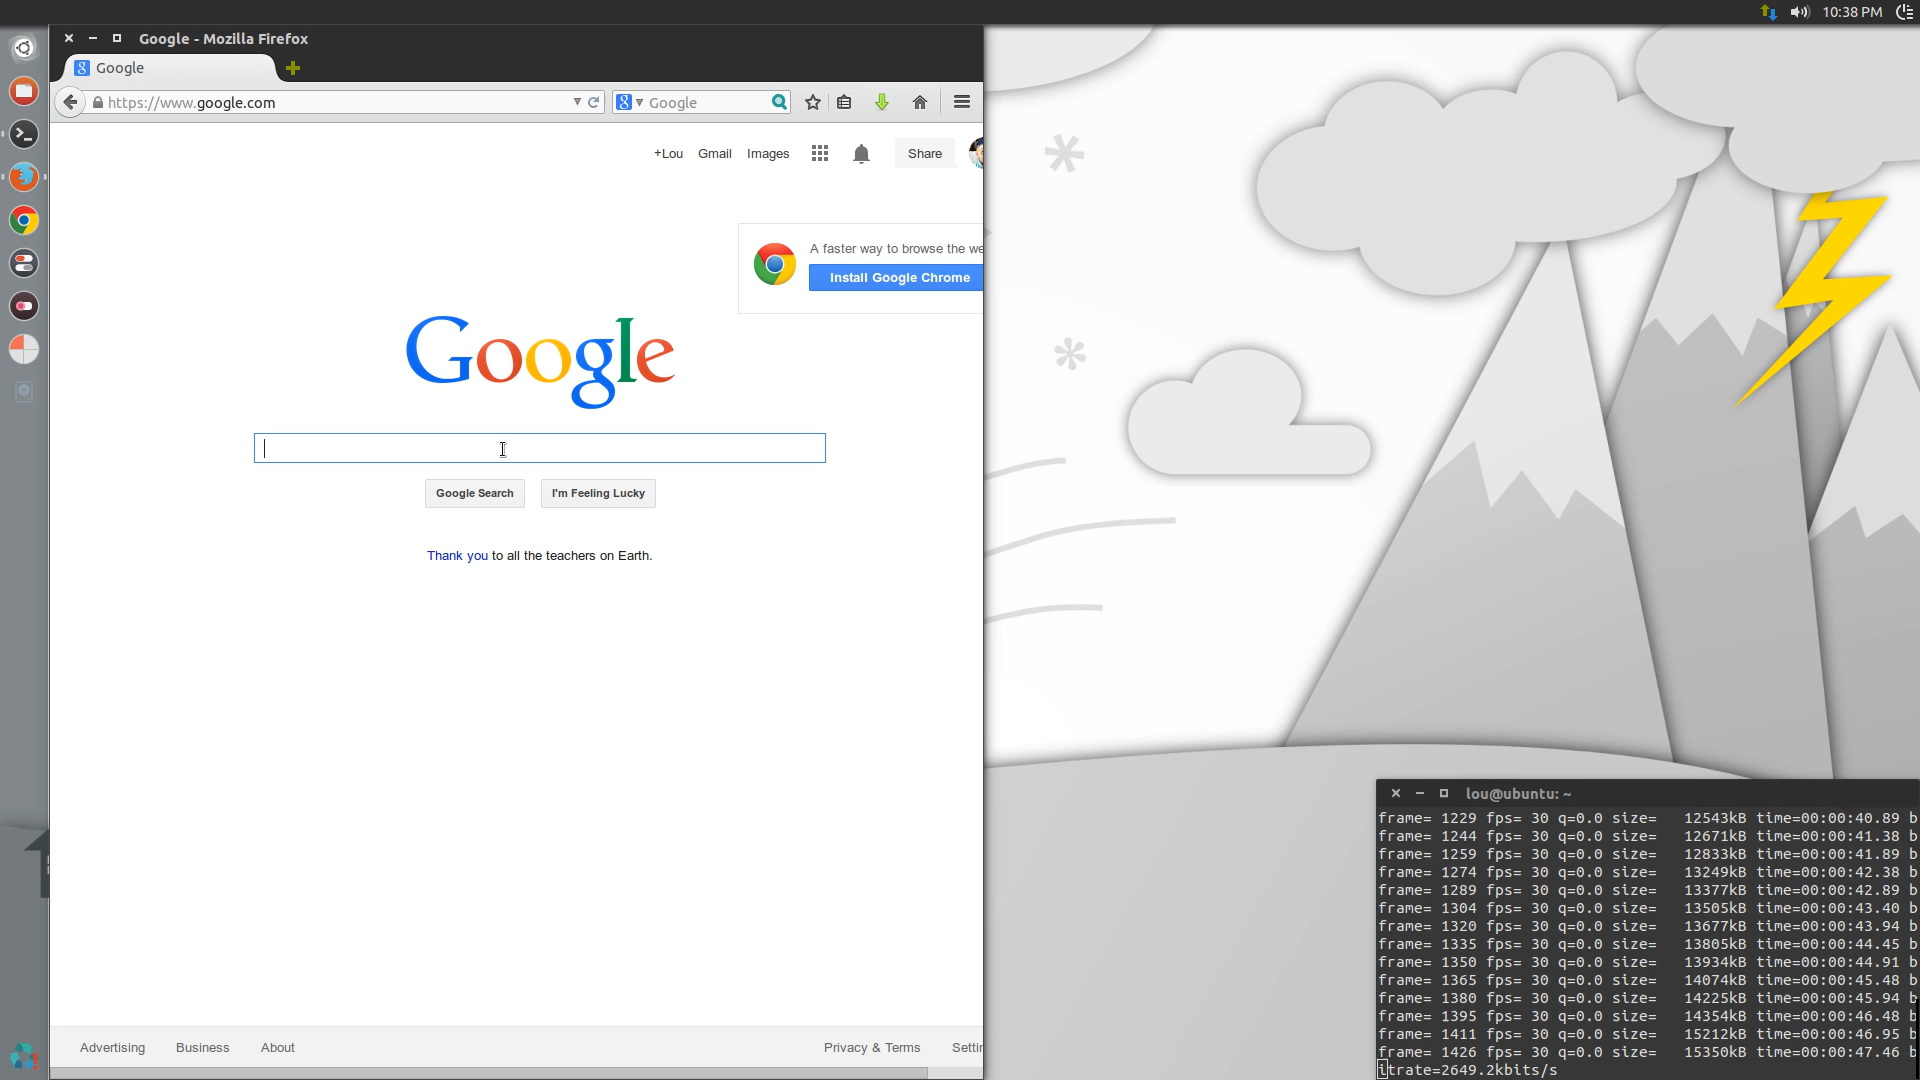 10:38 PM
Google - Mozilla Firefox
Google
https://www.google.com
Google
+Lou Gmail Images Share
A faster way to browse the we
Install Google Chrome
Google
Google Search I'm Feeling Lucky
Thank you to all the teachers on Earth.
Advertising Business About Privacy & Terms Settin
lou@ubuntu: ~
frame= 1229 fps= 30 q=0.0 size= 12543kB time=00:00:40.89 b
frame= 1244 fps= 30 q=0.0 size= 12671kB time=00:00:41.38 b
frame= 1259 fps= 30 q=0.0 size= 12833kB time=00:00:41.89 b
frame= 1274 fps= 30 q=0.0 size= 13249kB time=00:00:42.38 b
frame= 1289 fps= 30 q=0.0 size= 13377kB time=00:00:42.89 b
frame= 1304 fps= 30 q=0.0 size= 13505kB time=00:00:43.40 b
frame= 1320 fps= 30 q=0.0 size= 13677kB time=00:00:43.94 b
frame= 1335 fps= 30 q=0.0 size= 13805kB time=00:00:44.45 b
frame= 1350 fps= 30 q=0.0 size= 13934kB time=00:00:44.91 b
frame= 1365 fps= 30 q=0.0 size= 14074kB time=00:00:45.48 b
frame= 1380 fps= 30 q=0.0 size= 14225kB time=00:00:45.94 b
frame= 1395 fps= 30 q=0.0 size= 14354kB time=00:00:46.48 b
frame= 1411 fps= 30 q=0.0 size= 15212kB time=00:00:46.95 b
frame= 1426 fps= 30 q=0.0 size= 15350kB time=00:00:47.46 b
itrate=2649.2kbits/s